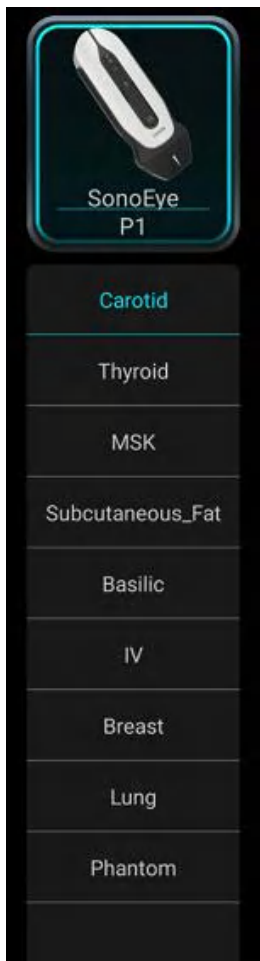 SonoEye
P1
Carotid
Thyroid
MSK
Subcutaneous_Fat
Basilic
IV
Breast
Lung
Phantom